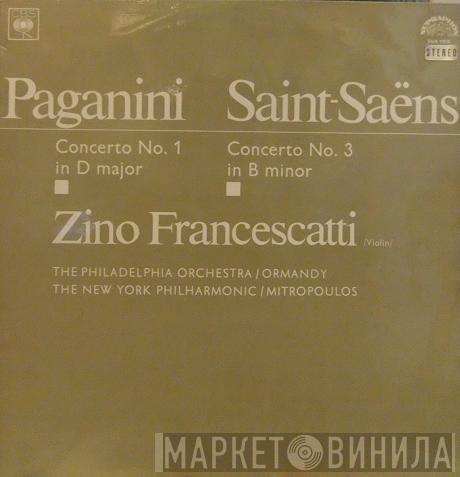 CBS
SUPRAPHON
STEREO
Paganini Saint-Saëns
Concerto No. 1
in D major
Concerto No. 3
in B minor
Zino Francescatti /Violin/
THE PHILADELPHIA ORCHESTRA/ORMANDY
THE NEW YORK PHILHARMONIC/MITROPOULOS
МАРКЕТ ВИНИЛА